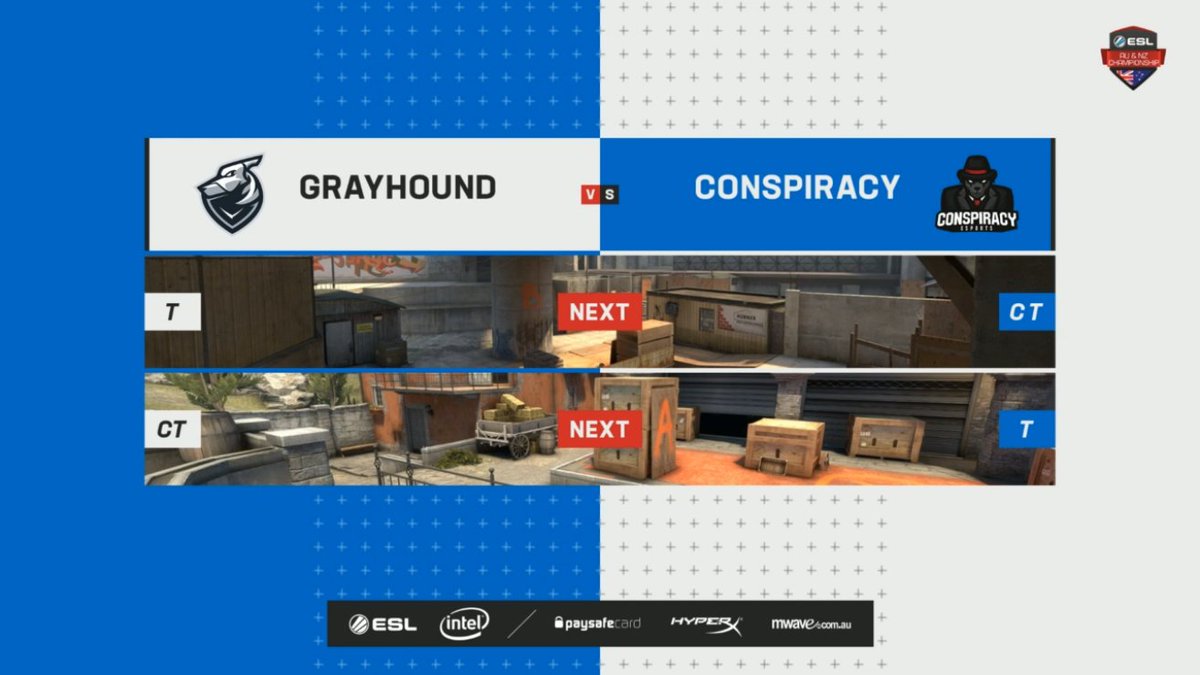 ESL
AU & NZ
CHAMPIONSHIP
GRAYHOUND
VS
CONSPIRACY
CONSPIRACY
ESPORTS
T
NEXT
CT
CT
NEXT
A
T
ESL
intel
paysafecard
HYPERX
mwave.com.au